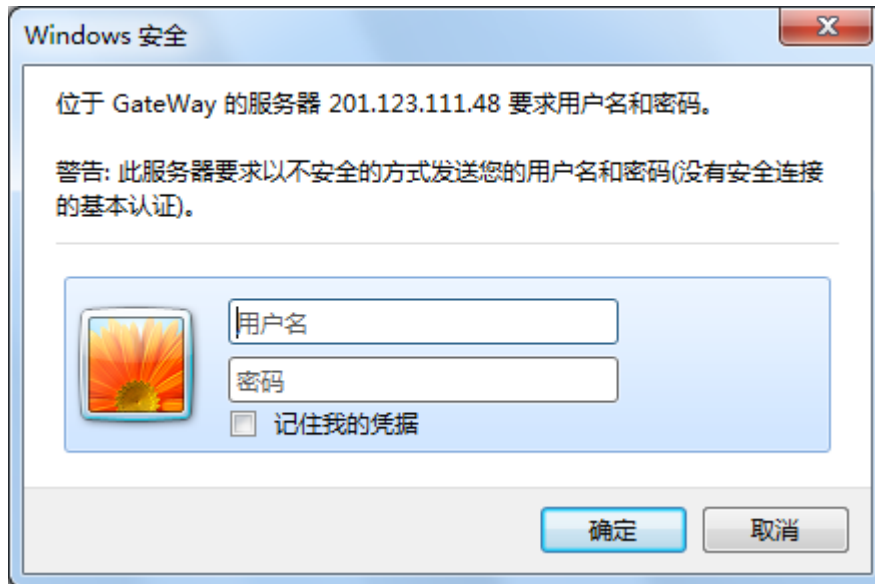 Windows 安全
位于 GateWay 的服务器 201.123.111.48 要求用户名和密码。
警告: 此服务器要求以不安全的方式发送您的用户名和密码(没有安全连接
的基本认证)。
用户名
密码
记住我的凭据
确定 取消